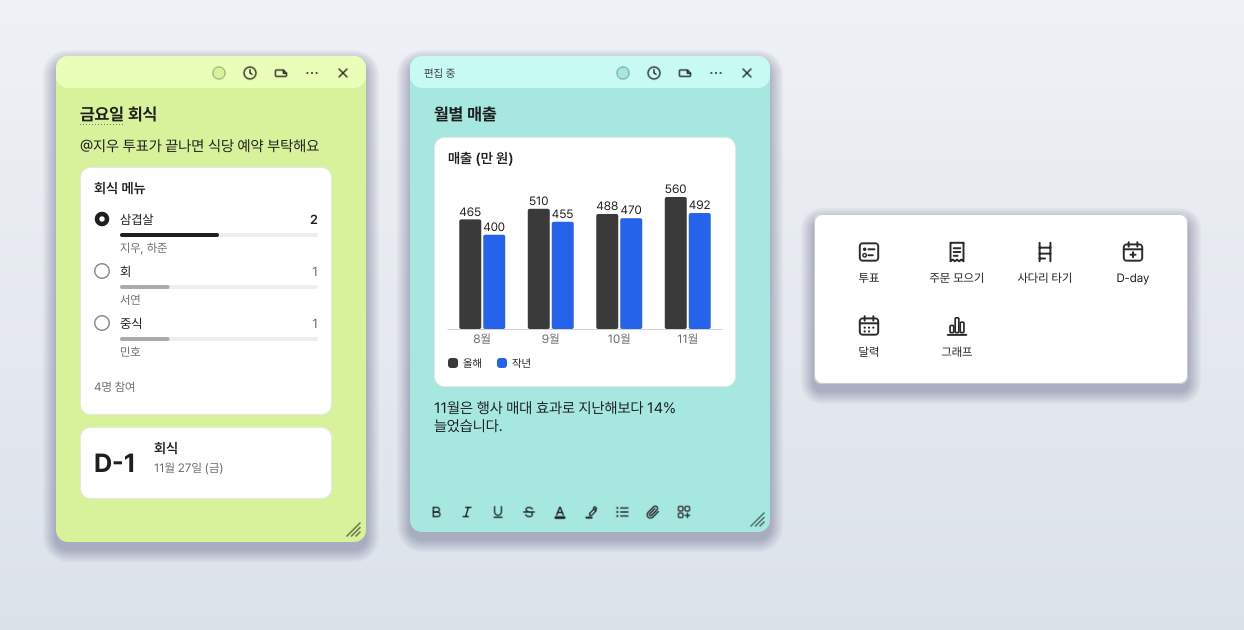 금요일 회식
@지우 투표가 끝나면 식당 예약 부탁해요
회식 메뉴
삼겹살 2
지우, 하준
회 1
서연
중식 1
민호
4명 참여
D-1
회식
11월 27일 (금)
편집 중
월별 매출
매출 (만 원)
465 400 510 455 488 470 560 492
8월 9월 10월 11월
올해 작년
11월은 행사 매대 효과로 지난해보다 14%
늘었습니다.
B I U S A
투표 주문 모으기 사다리 타기 D-day
달력 그래프